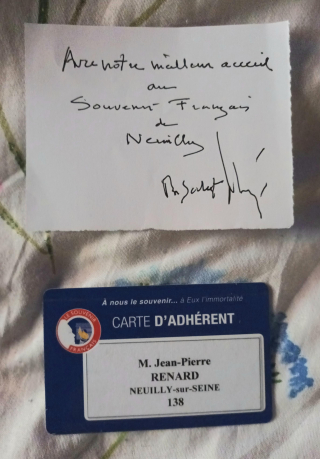 Avec notre meilleur accueil
au
Souvenir Français
de
Neuilly
À nous le souvenir... à Eux l'immortalité
LE SOUVENIR FRANÇAIS
CARTE D'ADHÉRENT
M. Jean-Pierre
RENARD
NEUILLY-sur-SEINE
138